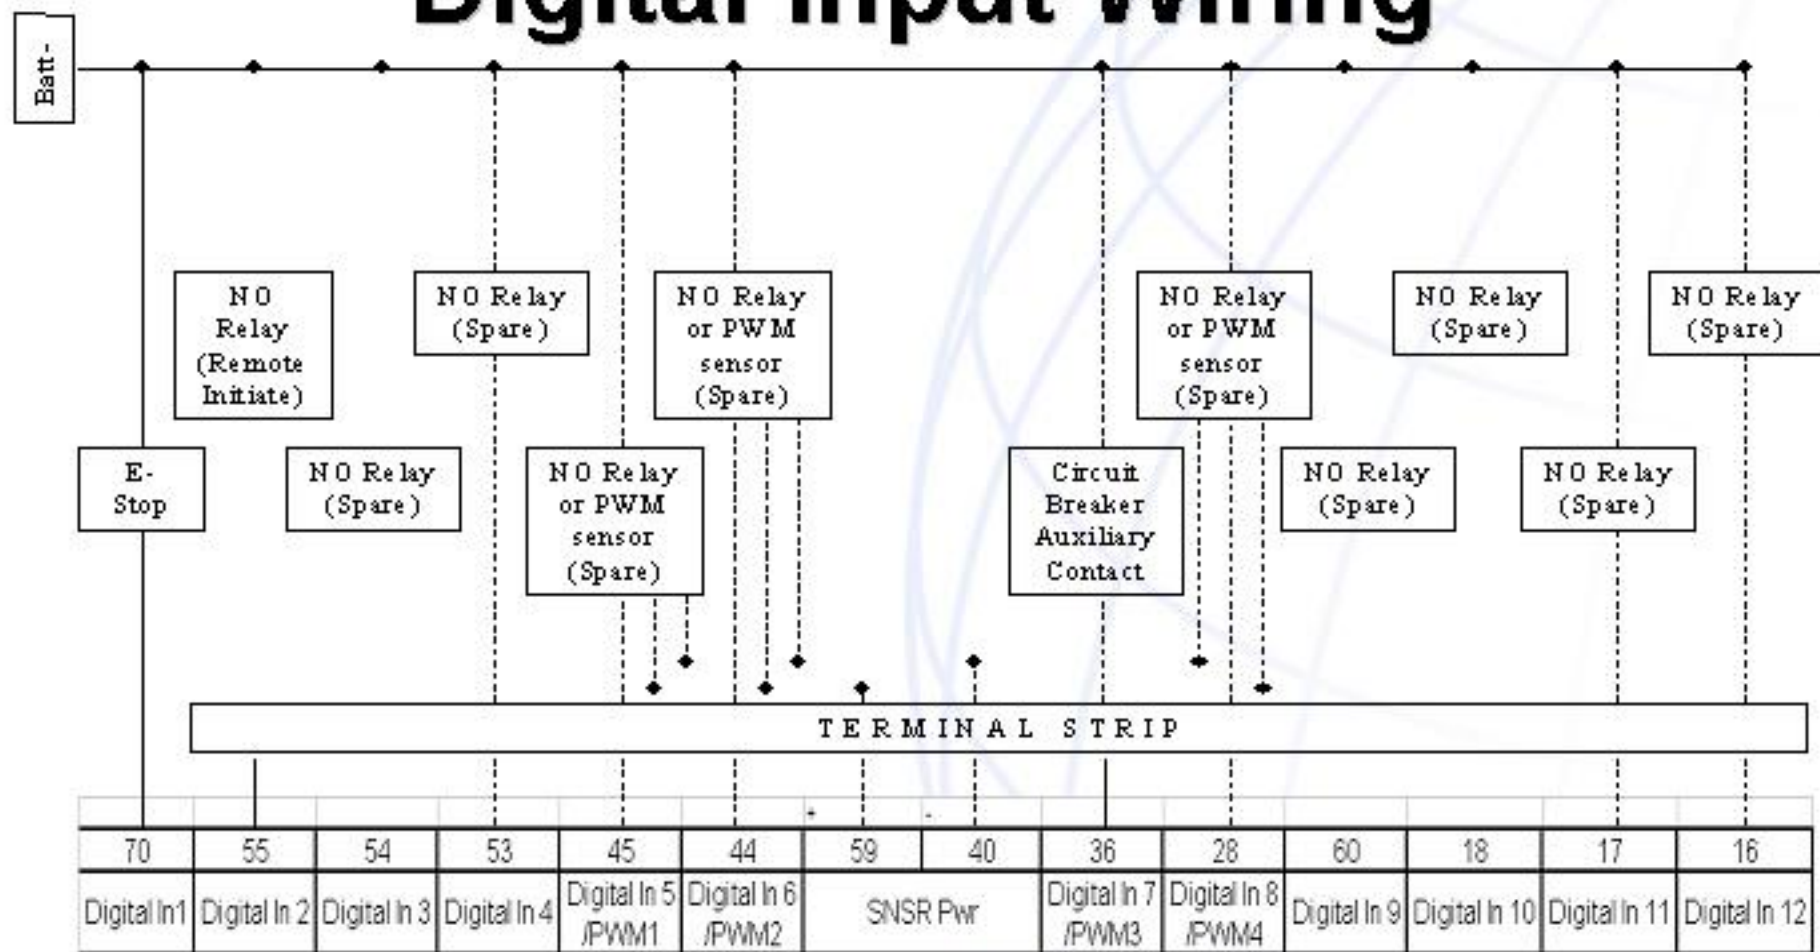 Digital Input Wiring
Batt -
NO
Relay
(Remote
Initiate)
NO Relay
(Spare)
NO Relay
or PWM
sensor
(Spare)
NO Relay
or PWM
sensor
(Spare)
NO Relay
(Spare)
NO Relay
(Spare)
E-
Stop
NO Relay
(Spare)
NO Relay
or PWM
sensor
(Spare)
Circuit
Breaker
Auxiliary
Contact
NO Relay
(Spare)
NO Relay
(Spare)
TERMINAL STRIP
+ -
70 55 54 53 45 44 59 40 36 28 60 18 17 16
Digital In1 Digital In 2 Digital In 3 Digital In 4 Digital In 5 /PWM1 Digital In 6 /PWM2 SNSR Pwr Digital In 7 /PWM3 Digital In 8 /PWM4 Digital In 9 Digital In 10 Digital In 11 Digital In 12